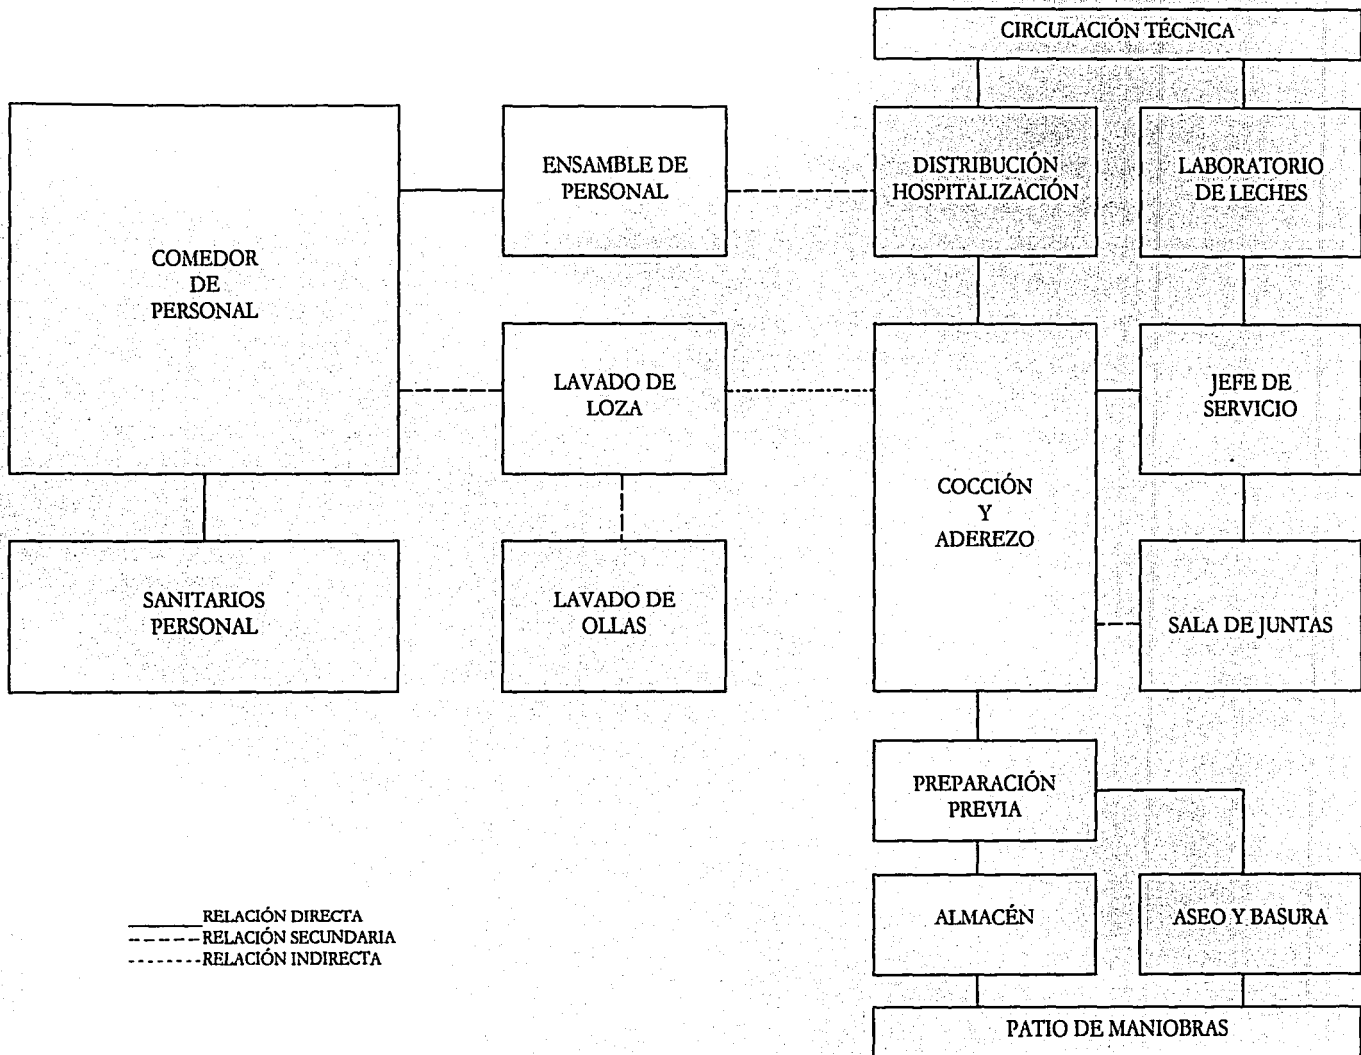 CIRCULACIÓN TÉCNICA
ENSAMBLE DE
PERSONAL
DISTRIBUCIÓN
HOSPITALIZACIÓN
LABORATORIO
DE LECHES
COMEDOR
DE
PERSONAL
LAVADO DE
LOZA
JEFE DE
SERVICIO
COCCIÓN
Y
ADEREZO
SANITARIOS
PERSONAL
LAVADO DE
OLLAS
SALA DE JUNTAS
PREPARACIÓN
PREVIA
ALMACÉN
ASEO Y BASURA
RELACIÓN DIRECTA
RELACIÓN SECUNDARIA
RELACIÓN INDIRECTA
PATIO DE MANIOBRAS